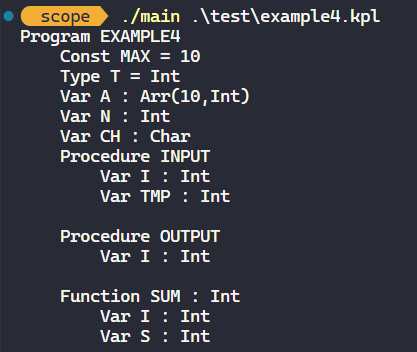 scope ./main .\test\example4.kpl
Program EXAMPLE4
    Const MAX = 10
    Type T = Int
    Var A : Arr(10,Int)
    Var N : Int
    Var CH : Char
    Procedure INPUT
        Var I : Int
        Var TMP : Int

    Procedure OUTPUT
        Var I : Int

    Function SUM : Int
        Var I : Int
        Var S : Int